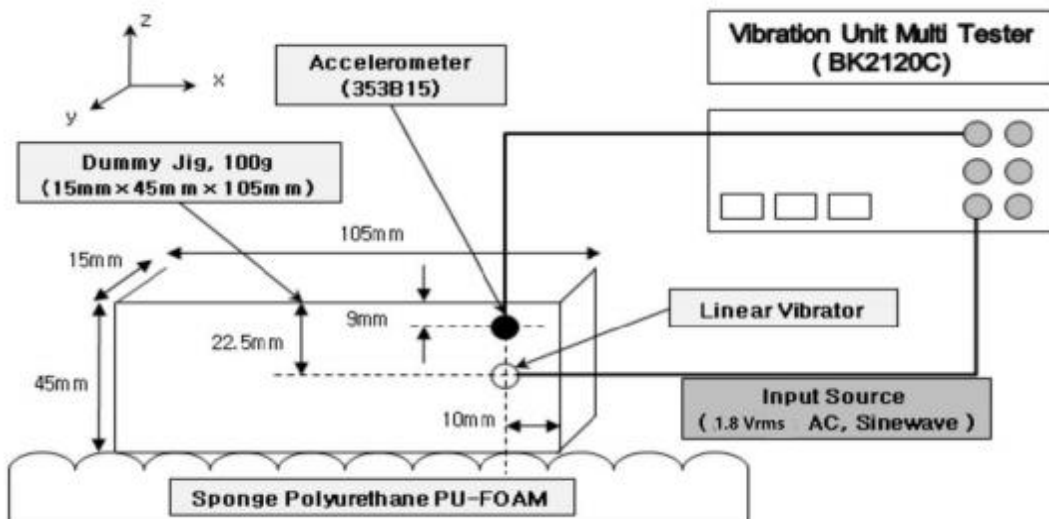 z
x
y
Accelerometer
(353B15)
Vibration Unit Multi Tester
( BK2120C)
Dummy Jig, 100g
(15mm×45mm×105mm)
105mm
15mm
9mm
22.5mm
45mm
Linear Vibrator
10mm
Input Source
( 1.8 Vrms AC, Sinewave )
Sponge Polyurethane PU-FOAM